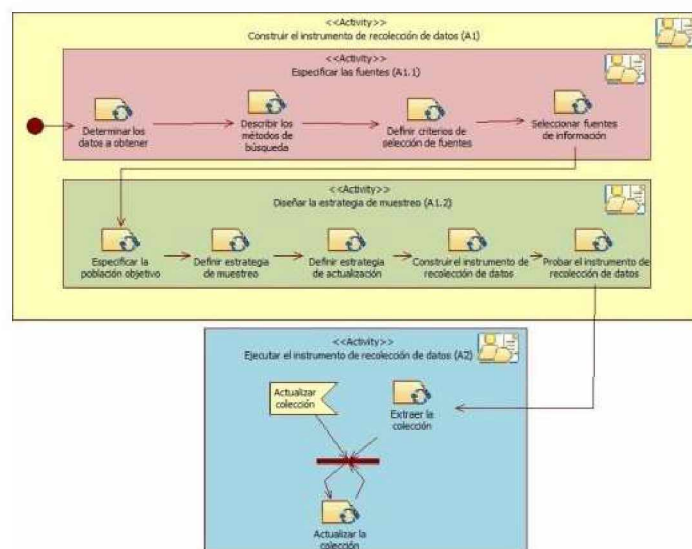 <<Activity>>
Construir el instrumento de recolección de datos (A1)
<<Activity>>
Especificar las fuentes (A1.1)
Determinar los
datos a obtener
Describir los
métodos de
búsqueda
Definir criterios de
selección de fuentes
Seleccionar fuentes
de información
<<Activity>>
Diseñar la estrategia de muestreo (A1.2)
Especificar la
población objetivo
Definir estrategia
de muestreo
Definir estrategia
de actualización
Construir el instrumento de
recolección de datos
Probar el instrumento de
recolección de datos
<<Activity>>
Ejecutar el instrumento de recolección de datos (A2)
Actualizar
colección
Extraer la
colección
Actualizar la
colección